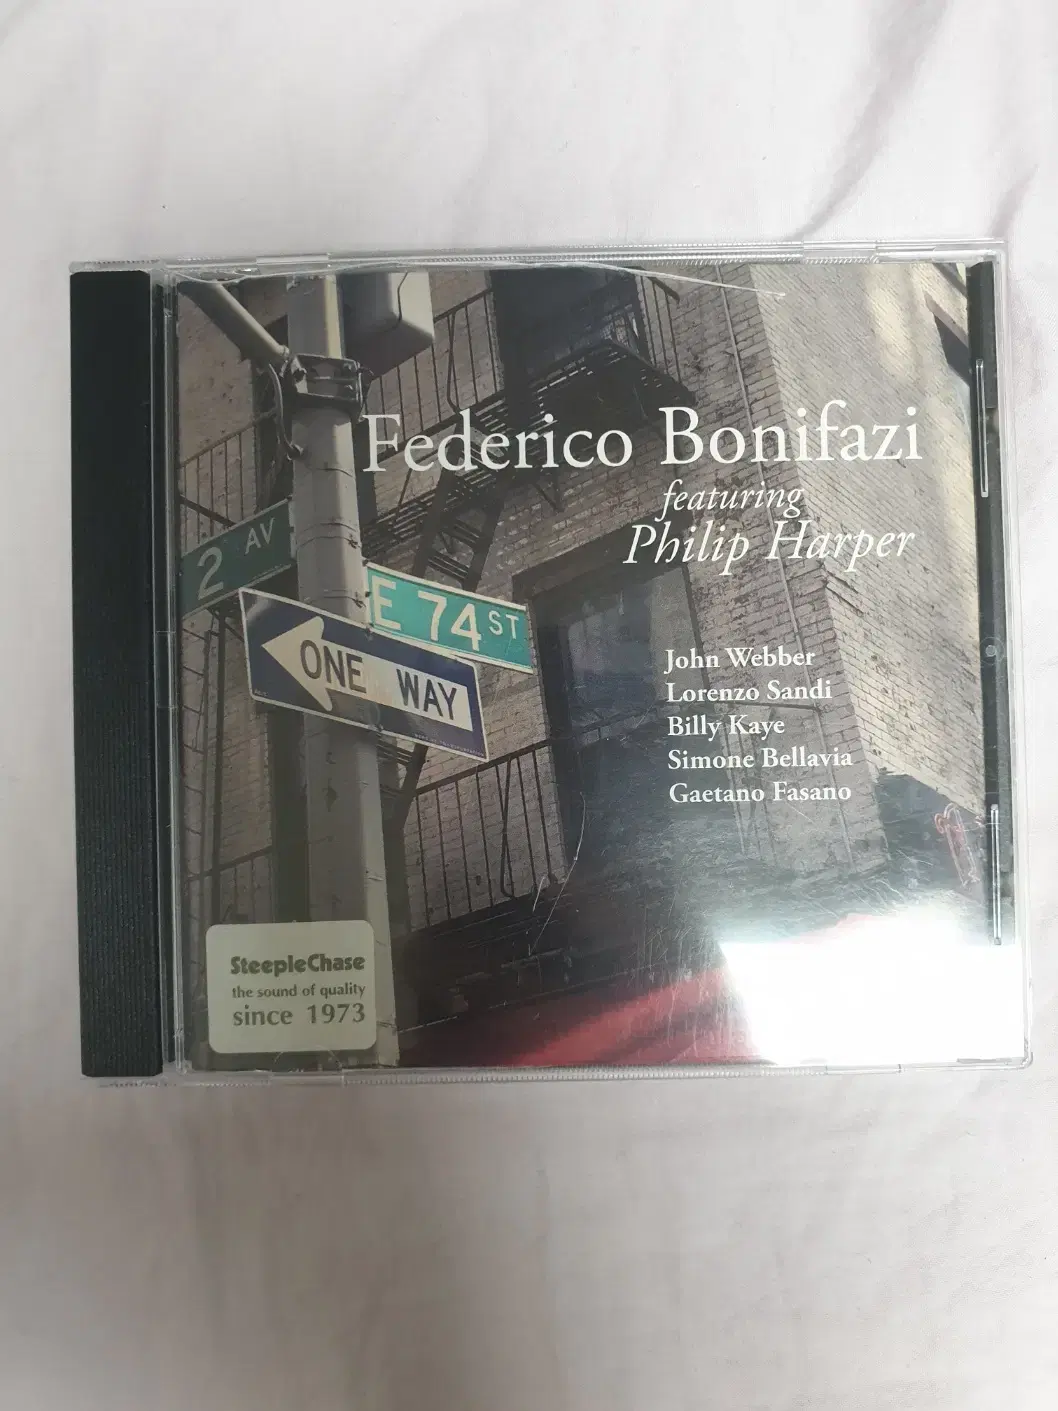 Federico Bonifazi
featuring
Philip Harper
2 AV
E 74 ST
ONE WAY
John Webber
Lorenzo Sandi
Billy Kaye
Simone Bellavia
Gaetano Fasano
SteepleChase
the sound of quality
since 1973